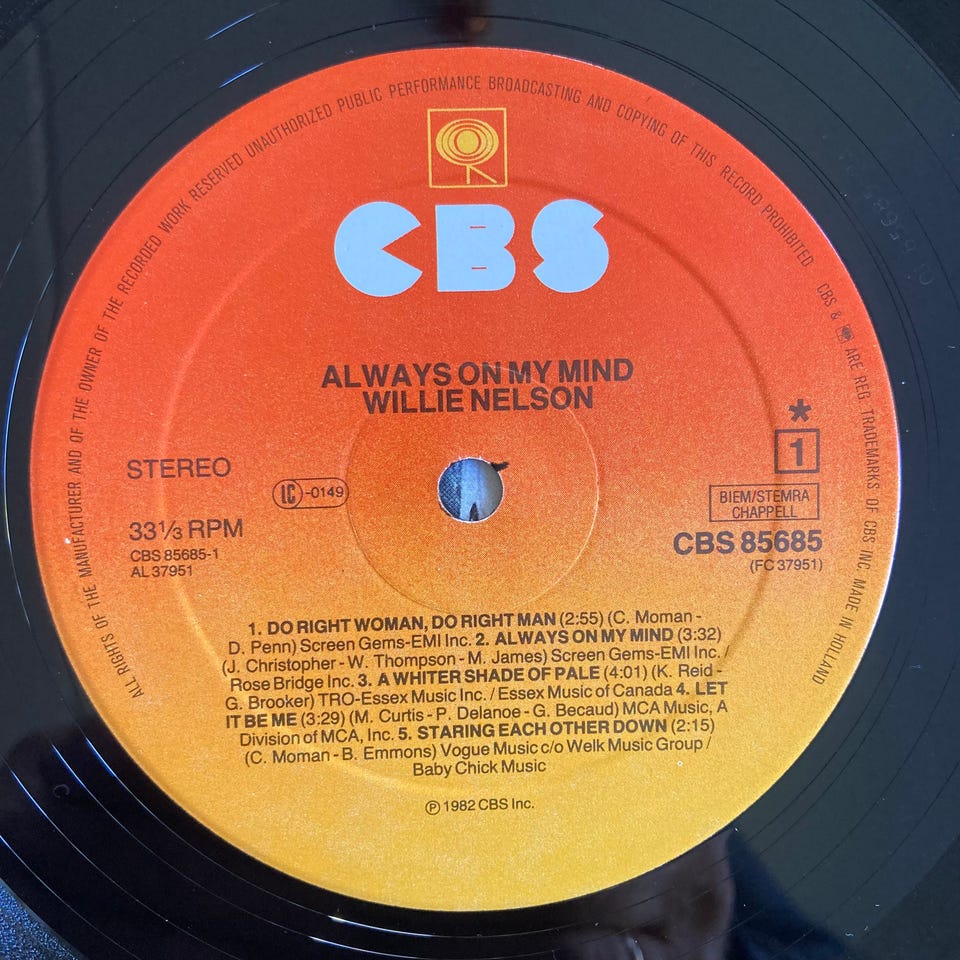 ALL RIGHTS OF THE MANUFACTURER AND OF THE OWNER OF THE RECORDED WORK RESERVED UNAUTHORIZED PUBLIC PERFORMANCE BROADCASTING AND COPYING OF THIS RECORD PROHIBITED CBS & ARE REG. TRADEMARKS OF CBS INC. MADE IN HOLLAND
CBS
ALWAYS ON MY MIND
WILLIE NELSON
STEREO
LC-0149
33⅓ RPM
CBS 85685-1
AL 37951
*
1
BIEM/STEMRA
CHAPPELL
CBS 85685
(FC 37951)
1. DO RIGHT WOMAN, DO RIGHT MAN (2:55) (C. Moman -
D. Penn) Screen Gems-EMI Inc. 2. ALWAYS ON MY MIND (3:32)
(J. Christopher - W. Thompson - M. James) Screen Gems-EMI Inc. /
Rose Bridge Inc. 3. A WHITER SHADE OF PALE (4:01) (K. Reid -
G. Brooker) TRO-Essex Music Inc. / Essex Music of Canada 4. LET
IT BE ME (3:29) (M. Curtis - P. Delanoe - G. Becaud) MCA Music, A
Division of MCA, Inc. 5. STARING EACH OTHER DOWN (2:15)
(C. Moman - B. Emmons) Vogue Music c/o Welk Music Group /
Baby Chick Music
℗ 1982 CBS Inc.